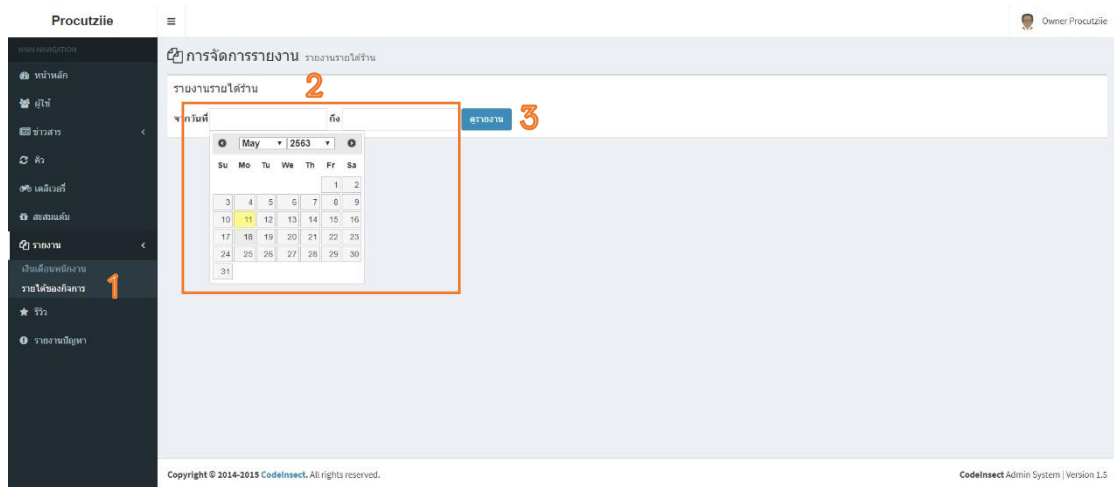 Procutziie
Owner Procutziie
MAIN NAVIGATION
หน้าหลัก
ผู้ใช้
ข่าวสาร
คิว
เดลิเวอรี่
สะสมแต้ม
รายงาน
เงินเดือนพนักงาน
รายได้ของกิจการ
1
รีวิว
รายงานปัญหา
การจัดการรายงาน รายงานรายได้ร้าน
รายงานรายได้ร้าน
2
จากวันที่ ถึง ดูรายงาน 3
May 2563
Su Mo Tu We Th Fr Sa
1 2
3 4 5 6 7 8 9
10 11 12 13 14 15 16
17 18 19 20 21 22 23
24 25 26 27 28 29 30
31
Copyright © 2014-2015 CodeInsect. All rights reserved.
CodeInsect Admin System | Version 1.5